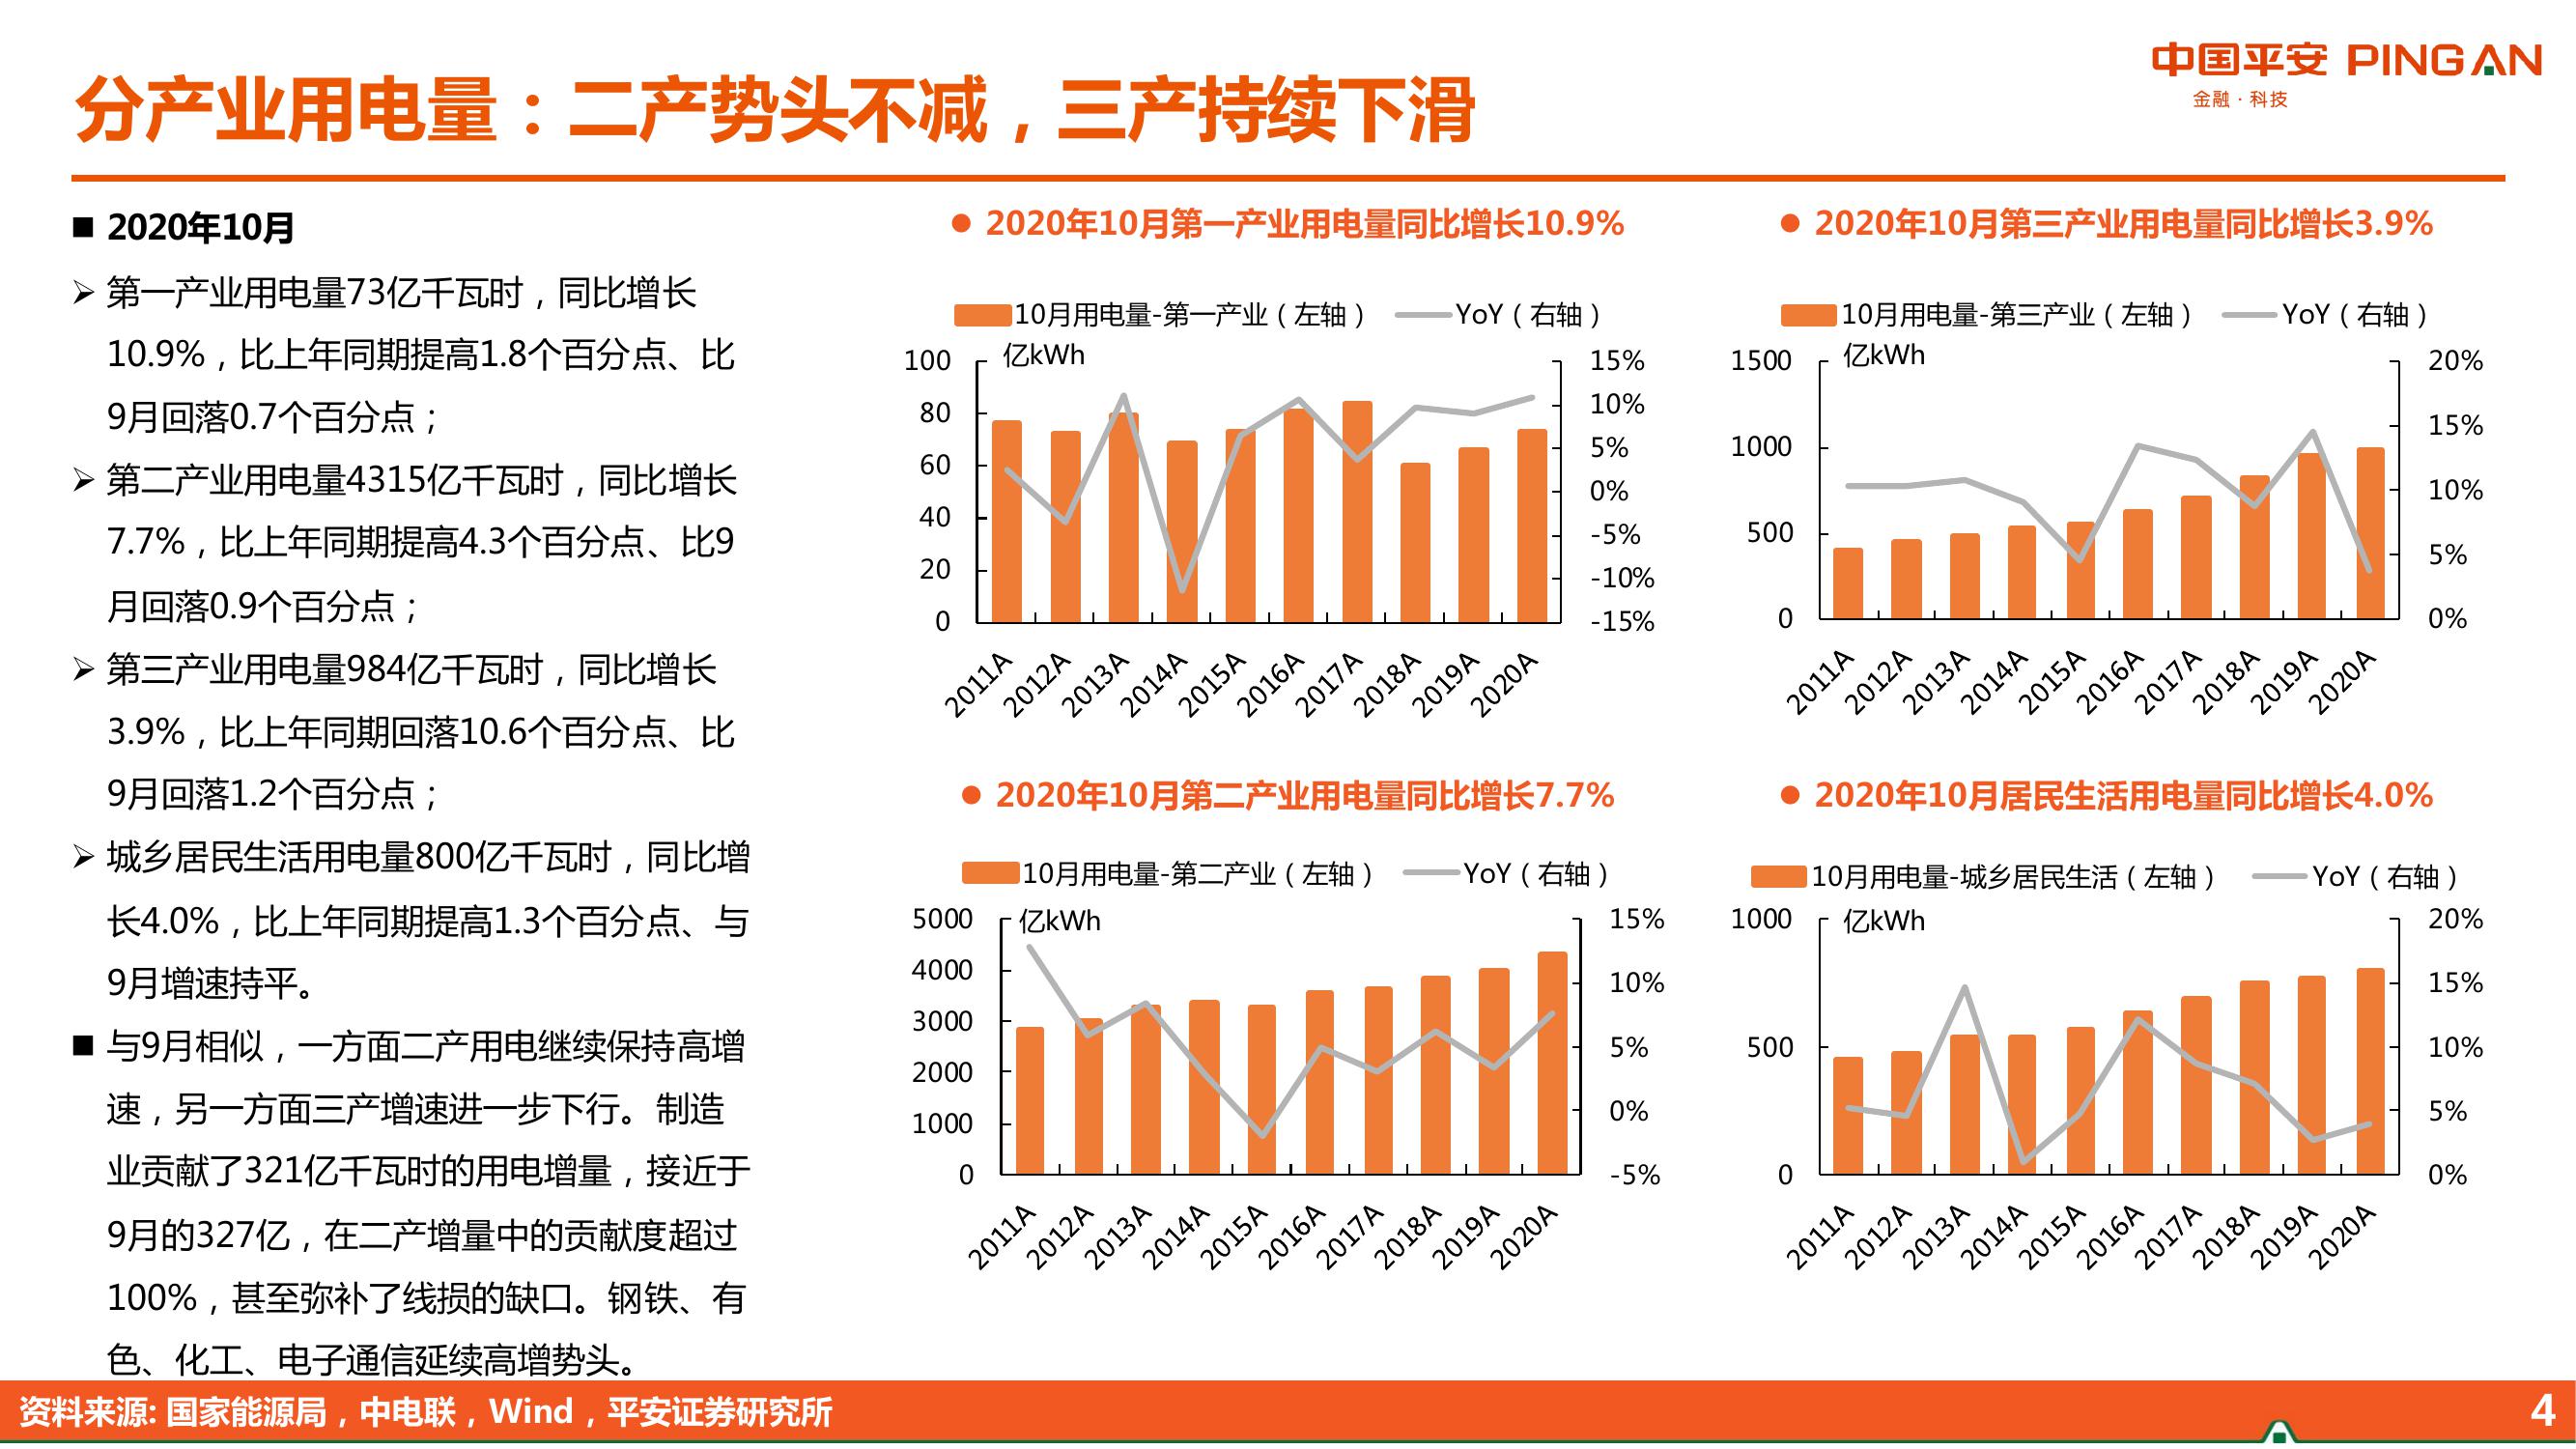 中国平安 PINGAN
金融·科技
分产业用电量：二产势头不减，三产持续下滑
■ 2020年10月
➢ 第一产业用电量73亿千瓦时，同比增长
10.9%，比上年同期提高1.8个百分点、比
9月回落0.7个百分点；
➢ 第二产业用电量4315亿千瓦时，同比增长
7.7%，比上年同期提高4.3个百分点、比9
月回落0.9个百分点；
➢ 第三产业用电量984亿千瓦时，同比增长
3.9%，比上年同期回落10.6个百分点、比
9月回落1.2个百分点；
➢ 城乡居民生活用电量800亿千瓦时，同比增
长4.0%，比上年同期提高1.3个百分点、与
9月增速持平。
■ 与9月相似，一方面二产用电继续保持高增
速，另一方面三产增速进一步下行。制造
业贡献了321亿千瓦时的用电增量，接近于
9月的327亿，在二产增量中的贡献度超过
100%，甚至弥补了线损的缺口。钢铁、有
色、化工、电子通信延续高增势头。
● 2020年10月第一产业用电量同比增长10.9%
10月用电量-第一产业（左轴） YoY（右轴）
亿kWh
100
80
60
40
20
0
15%
10%
5%
0%
-5%
-10%
-15%
2011A 2012A 2013A 2014A 2015A 2016A 2017A 2018A 2019A 2020A
● 2020年10月第三产业用电量同比增长3.9%
10月用电量-第三产业（左轴） YoY（右轴）
亿kWh
1500
1000
500
0
20%
15%
10%
5%
0%
2011A 2012A 2013A 2014A 2015A 2016A 2017A 2018A 2019A 2020A
● 2020年10月第二产业用电量同比增长7.7%
10月用电量-第二产业（左轴） YoY（右轴）
亿kWh
5000
4000
3000
2000
1000
0
15%
10%
5%
0%
-5%
2011A 2012A 2013A 2014A 2015A 2016A 2017A 2018A 2019A 2020A
● 2020年10月居民生活用电量同比增长4.0%
10月用电量-城乡居民生活（左轴） YoY（右轴）
亿kWh
1000
500
0
20%
15%
10%
5%
0%
2011A 2012A 2013A 2014A 2015A 2016A 2017A 2018A 2019A 2020A
资料来源: 国家能源局，中电联，Wind，平安证券研究所
4